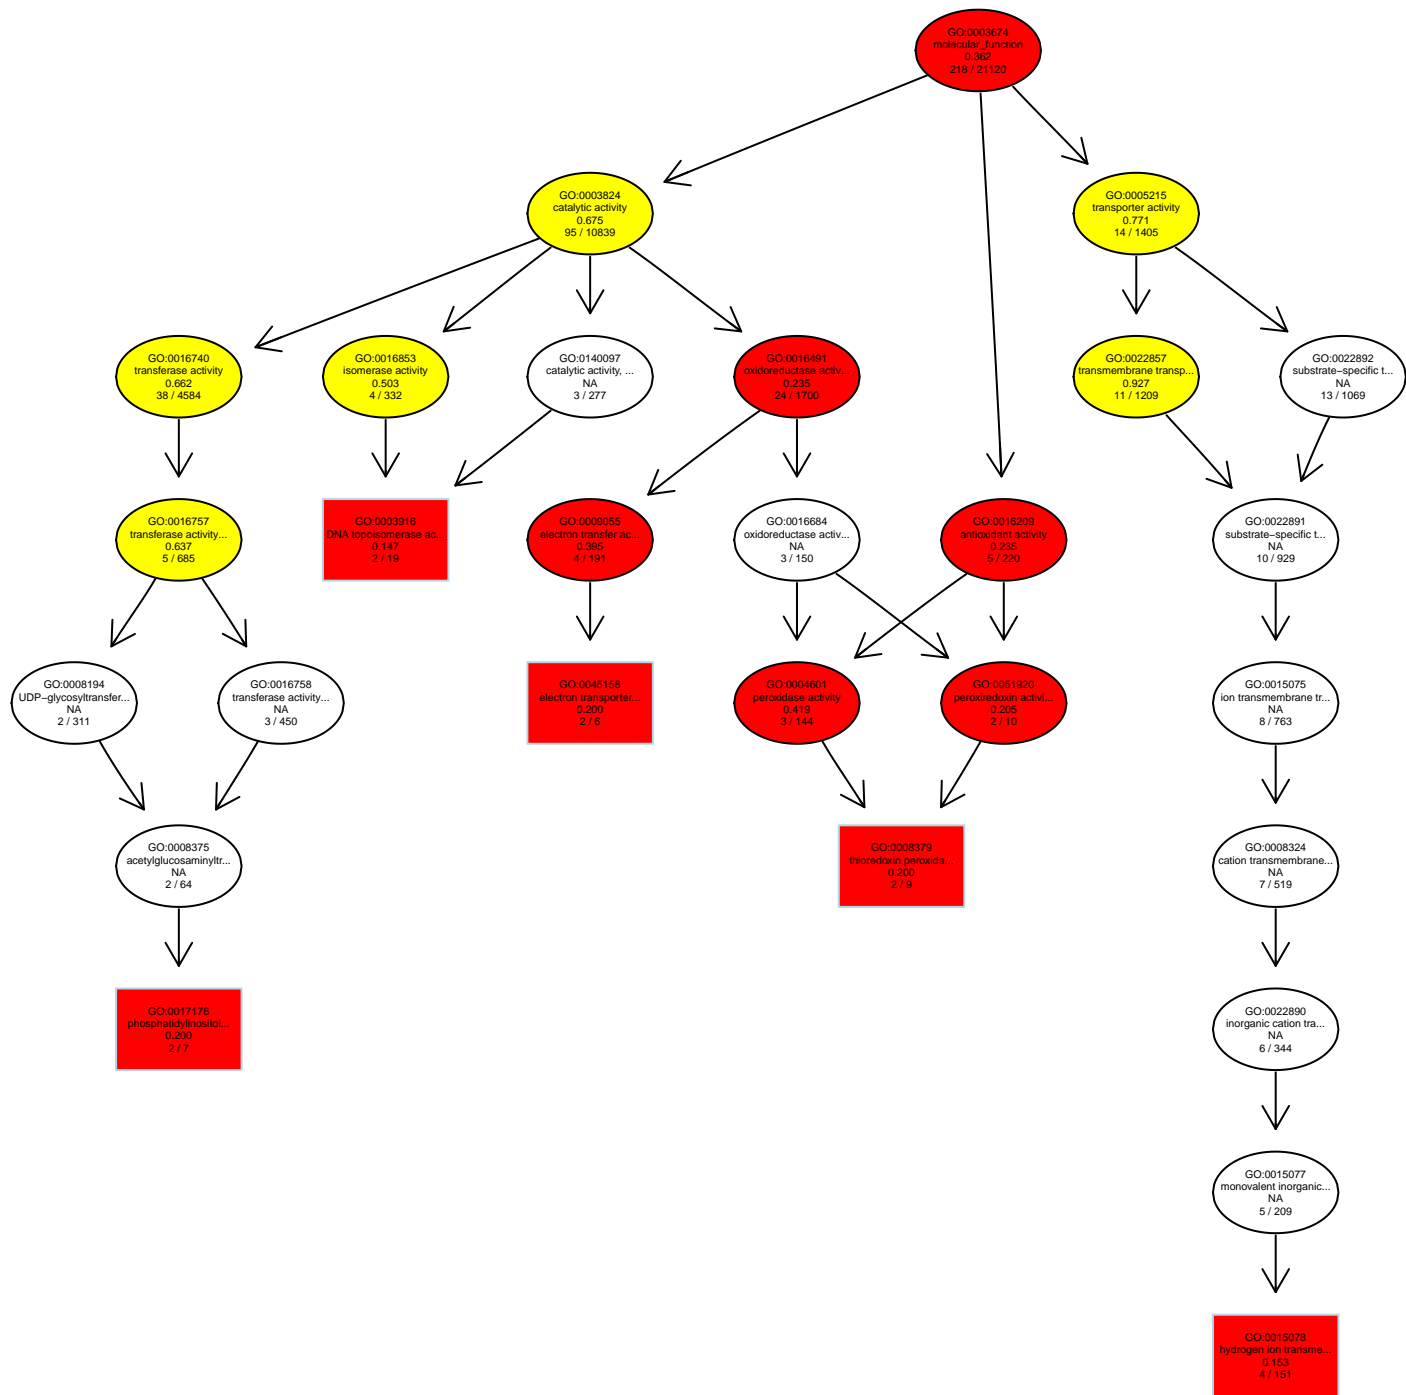 GO:0003674
molecular_function
0.362
218 / 21120
GO:0003824
catalytic activity
0.675
95 / 10839
GO:0005215
transporter activity
0.771
14 / 1405
GO:0016740
transferase activity
0.662
38 / 4584
GO:0016853
isomerase activity
0.503
4 / 332
GO:0140097
catalytic activity, ...
NA
3 / 277
GO:0016491
oxidoreductase activ...
0.235
24 / 1700
GO:0022857
transmembrane transp...
0.927
11 / 1209
GO:0022892
substrate−specific t...
NA
13 / 1069
GO:0016757
transferase activity...
0.637
5 / 685
GO:0003916
DNA topoisomerase ac...
0.147
2 / 19
GO:0009055
electron transfer ac...
0.395
4 / 191
GO:0016684
oxidoreductase activ...
NA
3 / 150
GO:0016209
antioxidant activity
0.235
5 / 220
GO:0022891
substrate−specific t...
NA
10 / 929
GO:0008194
UDP−glycosyltransfer...
NA
2 / 311
GO:0016758
transferase activity...
NA
3 / 450
GO:0045158
electron transporter...
0.200
2 / 6
GO:0004601
peroxidase activity
0.419
3 / 144
GO:0051920
peroxiredoxin activi...
0.205
2 / 10
GO:0015075
ion transmembrane tr...
NA
8 / 763
GO:0008375
acetylglucosaminyltr...
NA
2 / 64
GO:0008379
thioredoxin peroxida...
0.200
2 / 9
GO:0008324
cation transmembrane...
NA
7 / 519
GO:0017176
phosphatidylinositol...
0.200
2 / 7
GO:0022890
inorganic cation tra...
NA
6 / 344
GO:0015077
monovalent inorganic...
NA
5 / 209
GO:0015078
hydrogen ion transme...
0.153
4 / 151